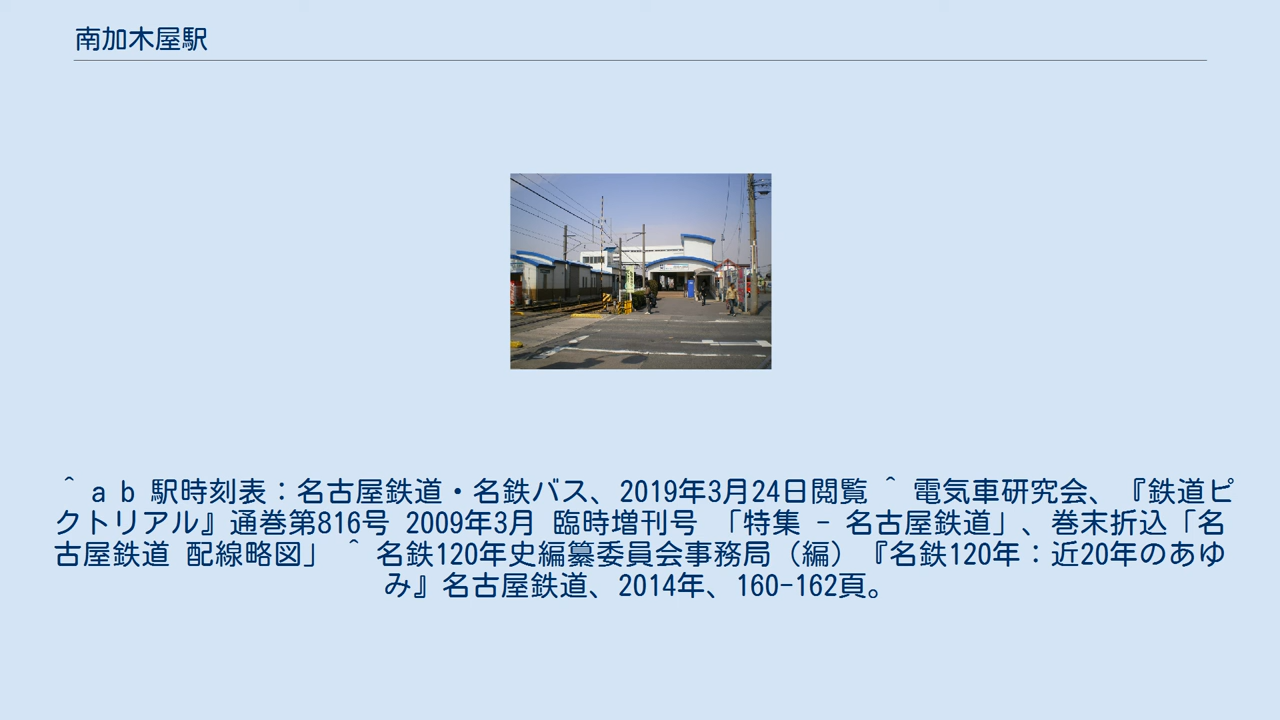 南加木屋駅
^ a b 駅時刻表：名古屋鉄道・名鉄バス、2019年3月24日閲覧 ^ 電気車研究会、『鉄道ピ
クトリアル』通巻第816号 2009年3月 臨時増刊号 「特集 - 名古屋鉄道」、巻末折込「名
古屋鉄道 配線略図」 ^ 名鉄120年史編纂委員会事務局（編）『名鉄120年：近20年のあゆ
み』名古屋鉄道、2014年、160-162頁。